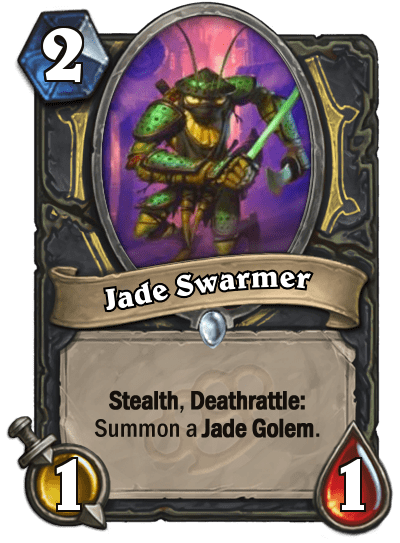 2
Jade Swarmer
Stealth, Deathrattle:
Summon a Jade Golem.
1
1